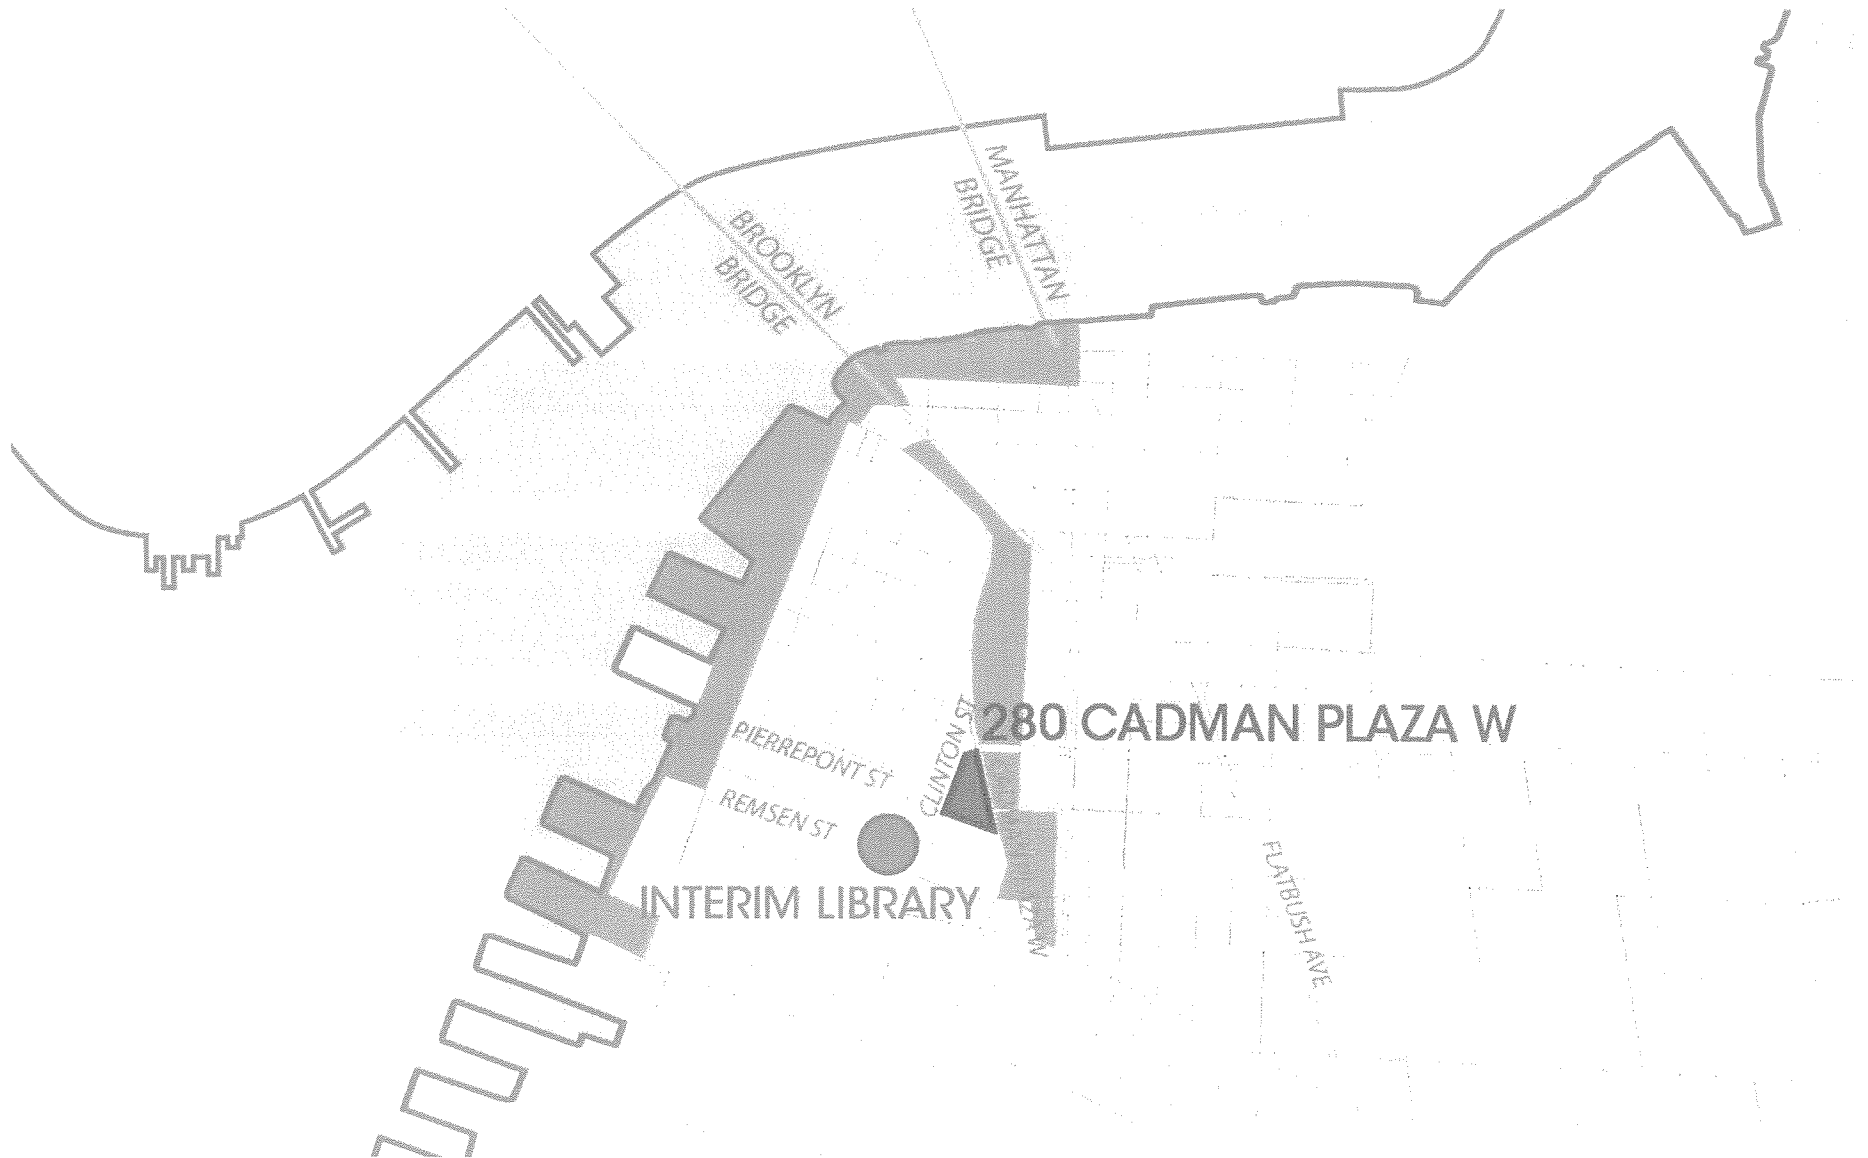 MANHATTAN
BRIDGE
BROOKLYN
BRIDGE
280 CADMAN PLAZA W
CLINTON ST
PIERREPONT ST
REMSEN ST
INTERIM LIBRARY
FLATBUSH AVE